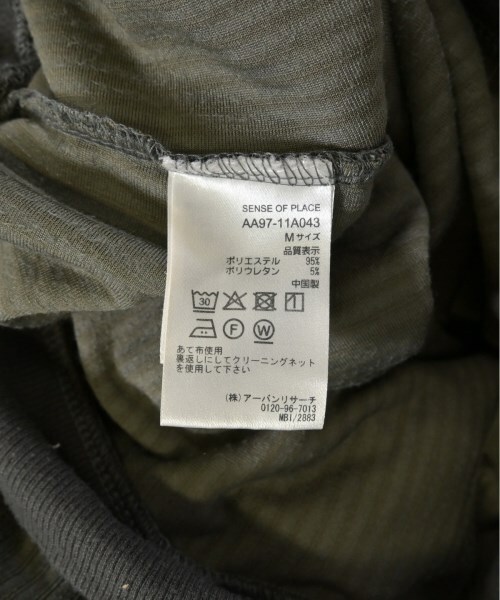 SENSE OF PLACE
AA97-11A043
Mサイズ
品質表示
ポリエステル 95%
ポリウレタン 5%
中国製
30
F W
あて布使用
裏返しにしてクリーニングネット
を使用して下さい
(株)アーバンリサーチ
0120-96-7013
MB1/2883